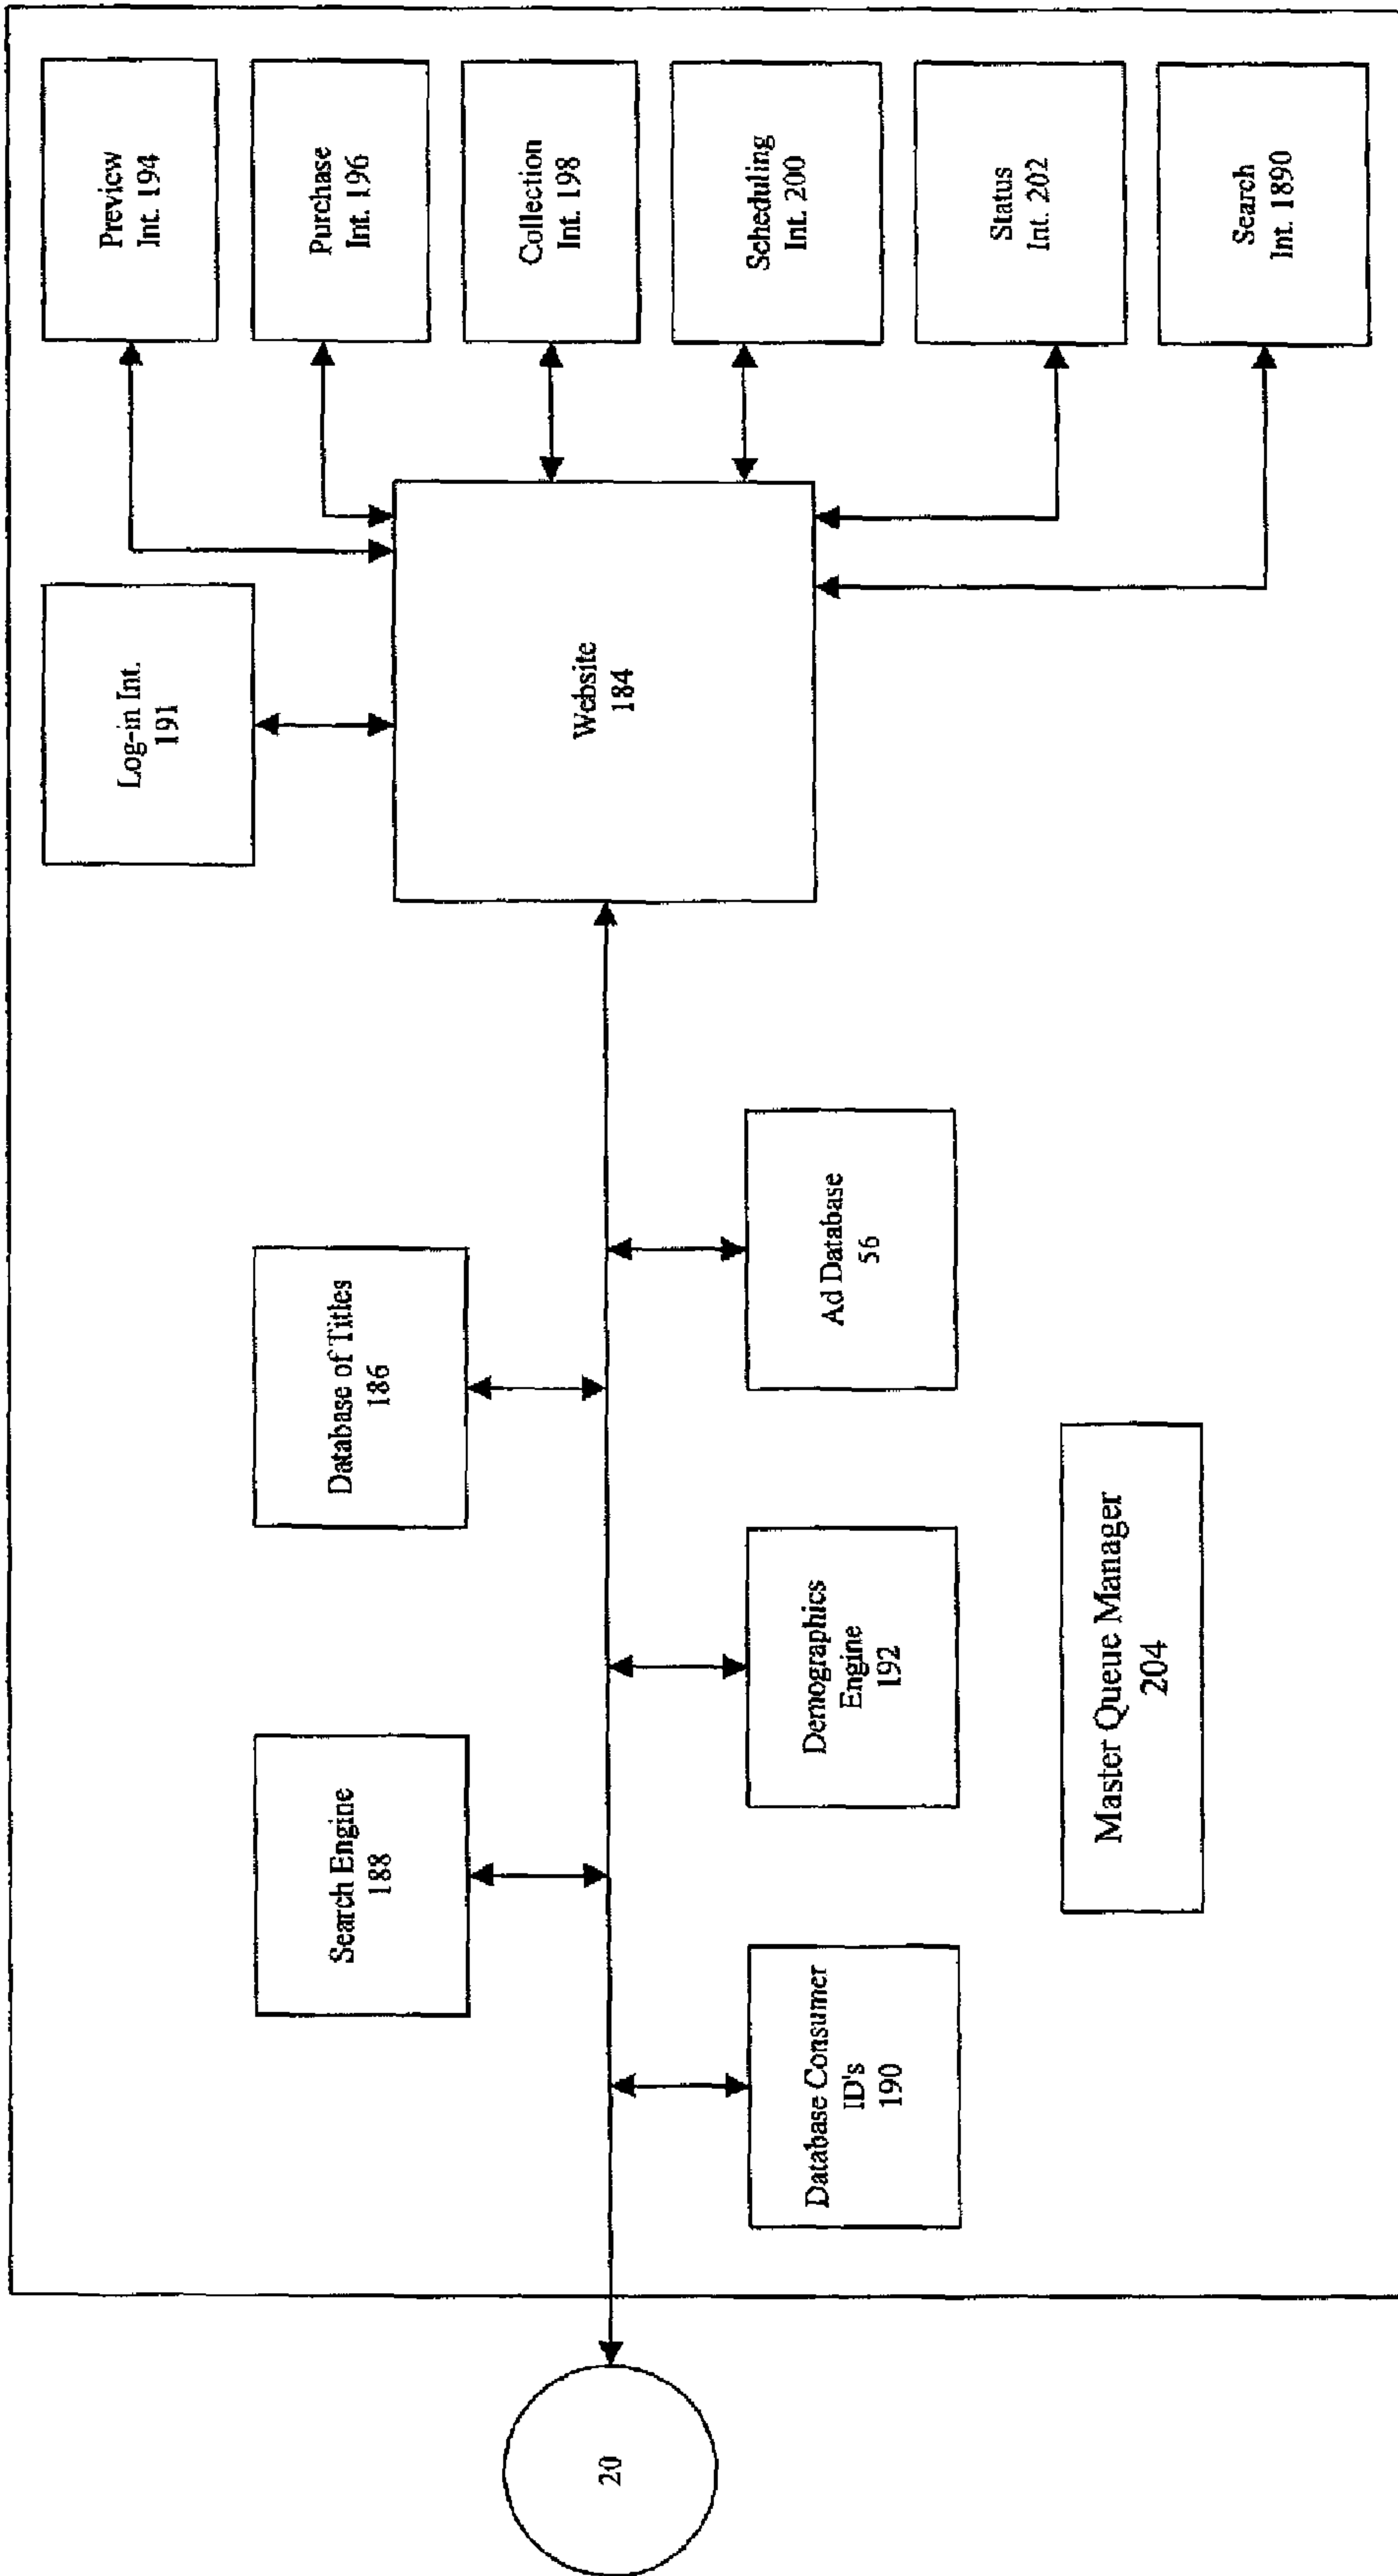 Preview
Int. 194
Purchase
Int. 196
Collection
Int. 198
Scheduling
Int. 200
Status
Int. 202
Search
Int. 1890
Log-in Int.
191
Website
184
Database of Titles
186
Ad Database
56
Search Engine
188
Demographics
Engine
192
Database Consumer
ID's
190
Master Queue Manager
204
20